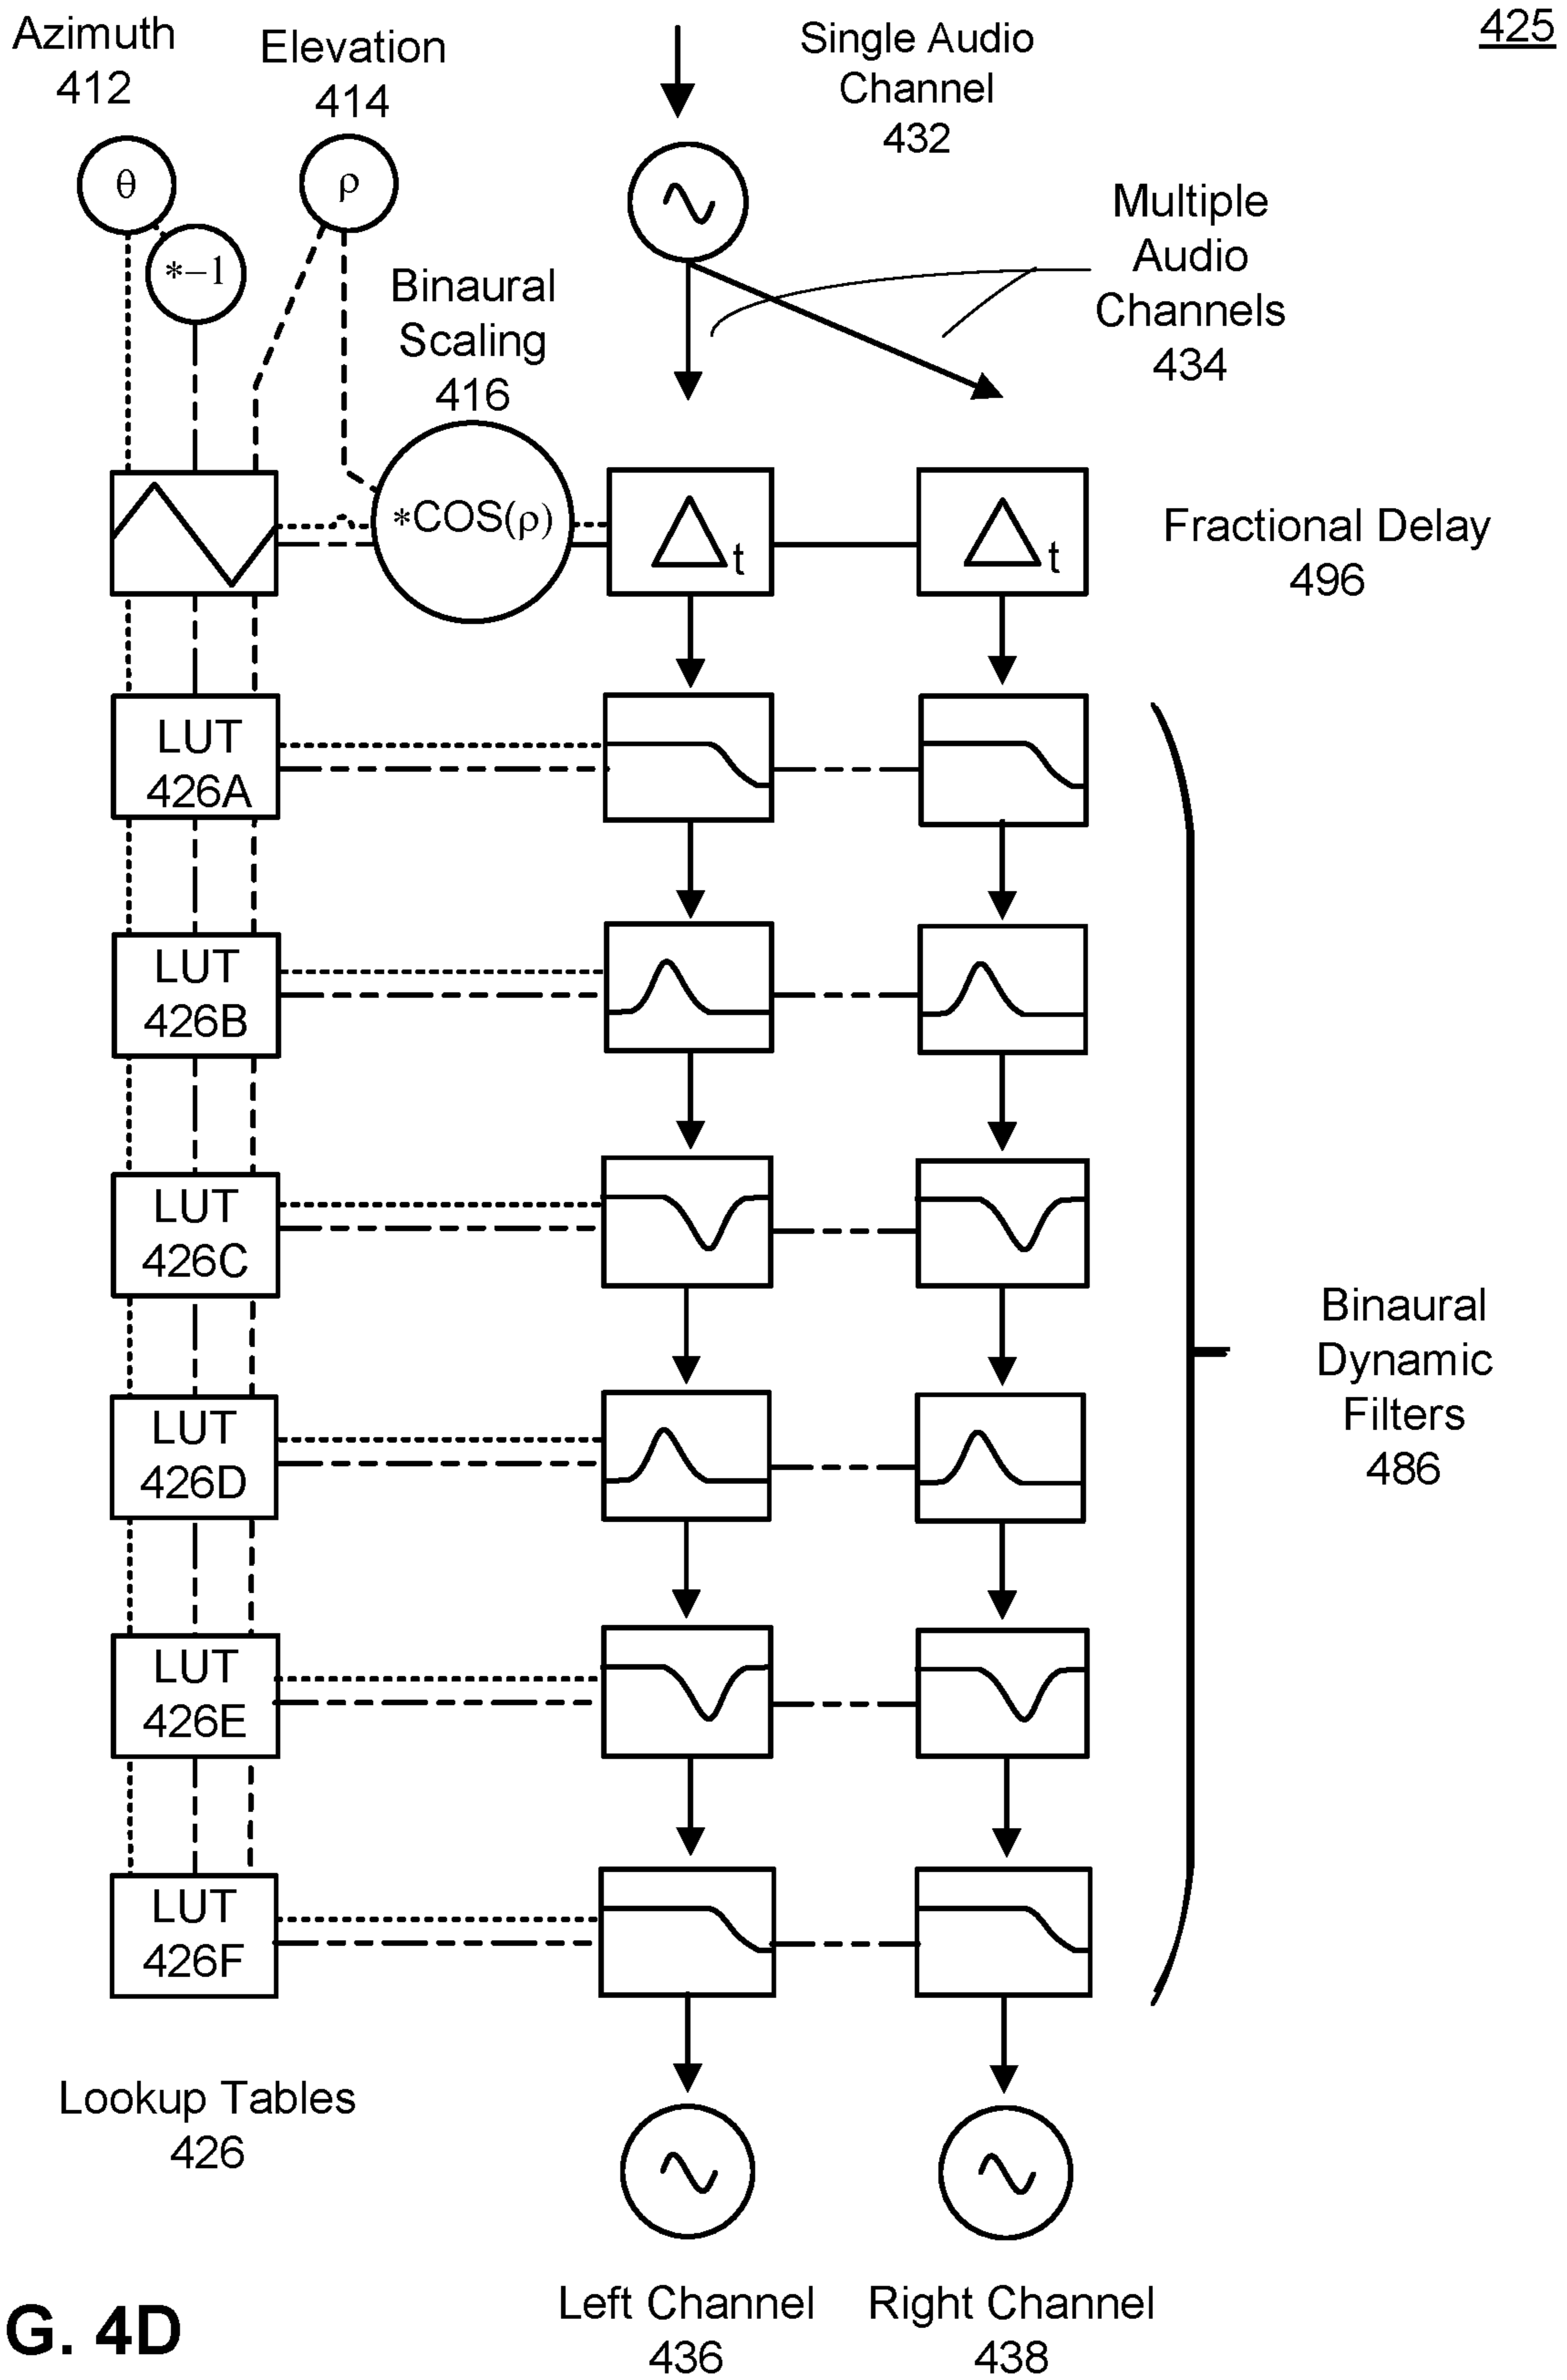 425
Azimuth
412
Elevation
414
Single Audio
Channel
432
θ
ρ
*−1
Multiple
Audio
Channels
434
Binaural
Scaling
416
*COS(ρ)
t
t
Fractional Delay
496
LUT
426A
LUT
426B
LUT
426C
LUT
426D
LUT
426E
LUT
426F
Binaural
Dynamic
Filters
486
Lookup Tables
426
Left Channel
436
Right Channel
438
G. 4D